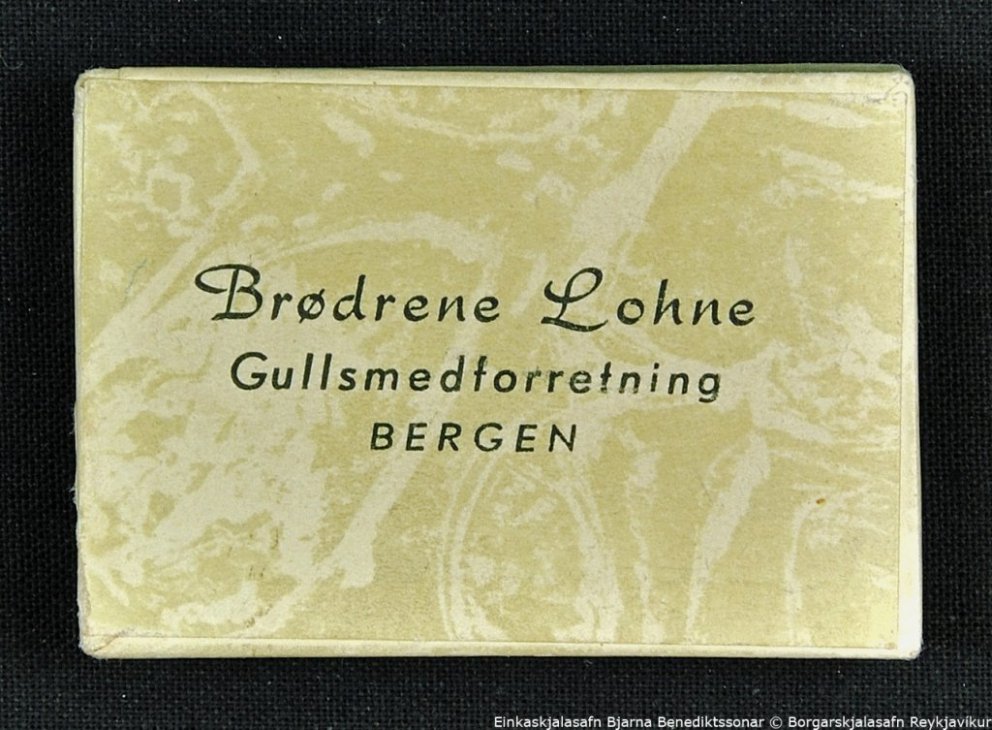 Brødrene Lohne
Gullsmedforretning
BERGEN
Einkaskjalasafn Bjarna Benediktssonar © Borgarskjalasafn Reykjavíkur